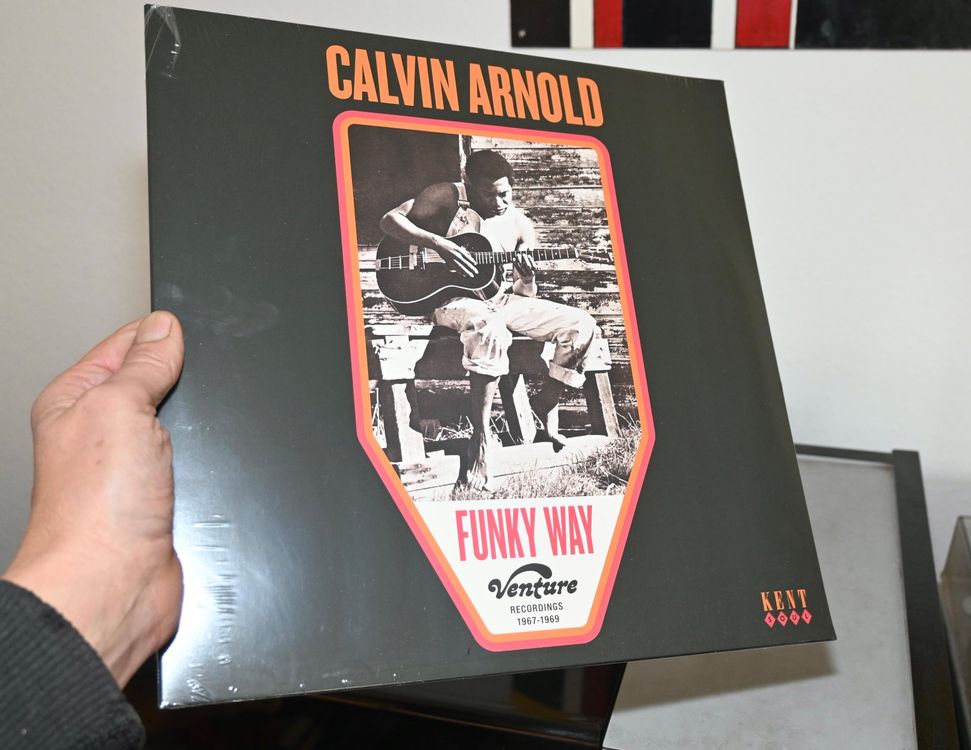 CALVIN ARNOLD
FUNKY WAY
Venture
RECORDINGS
1967-1969
KENT
SOUL